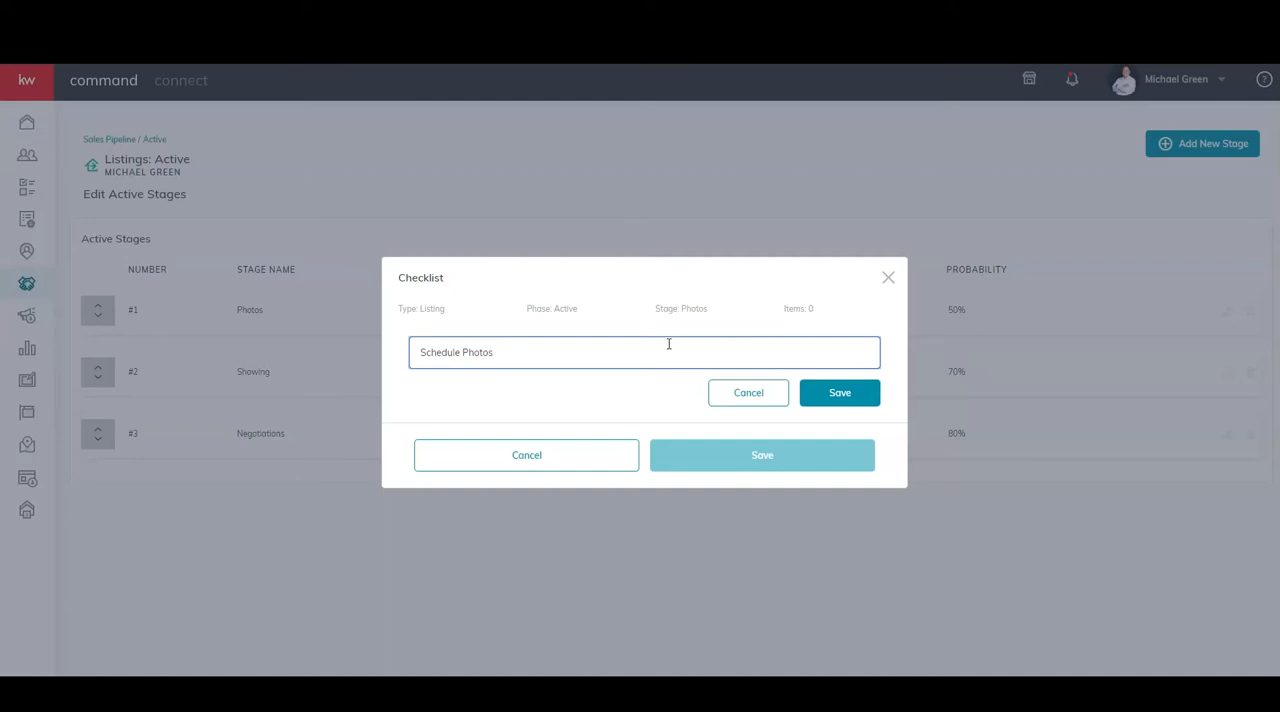 kw command connect Michael Green ?
Sales Pipeline / Active
Listings: Active
MICHAEL GREEN
Add New Stage
Edit Active Stages
Active Stages
NUMBER STAGE NAME PROBABILITY
#1 Photos 50%
#2 Showing 70%
#3 Negotiations 80%
Checklist
Type: Listing Phase: Active Stage: Photos Items: 0
Schedule Photos
Cancel Save
Cancel Save